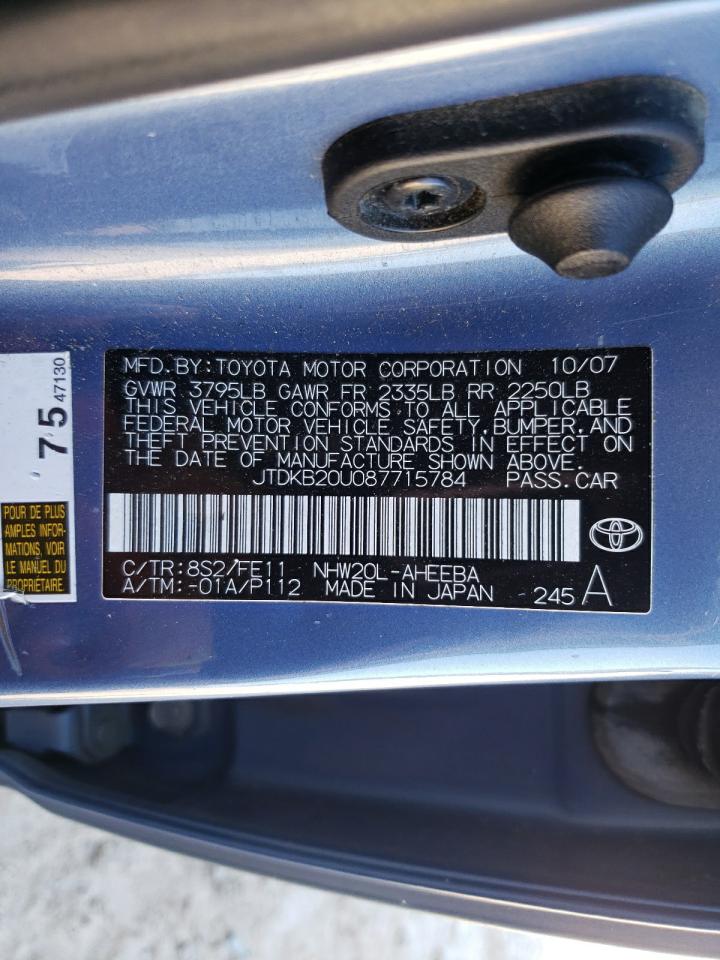 MFD. BY: TOYOTA MOTOR CORPORATION 10/07
GVWR 3795LB GAWR FR 2335LB RR 2250LB
THIS VEHICLE CONFORMS TO ALL APPLICABLE
FEDERAL MOTOR VEHICLE SAFETY, BUMPER, AND
THEFT PREVENTION STANDARDS IN EFFECT ON
THE DATE OF MANUFACTURE SHOWN ABOVE.
JTDKB20U087715784 PASS. CAR
C/TR: 8S2/FE11 NHW20L-AHEEBA
A/TM: -01A/P112 MADE IN JAPAN 245 A
75 47130
POUR DE PLUS
AMPLES INFOR-
MATIONS, VOIR
LE MANUEL DU
PROPRIÉTAIRE